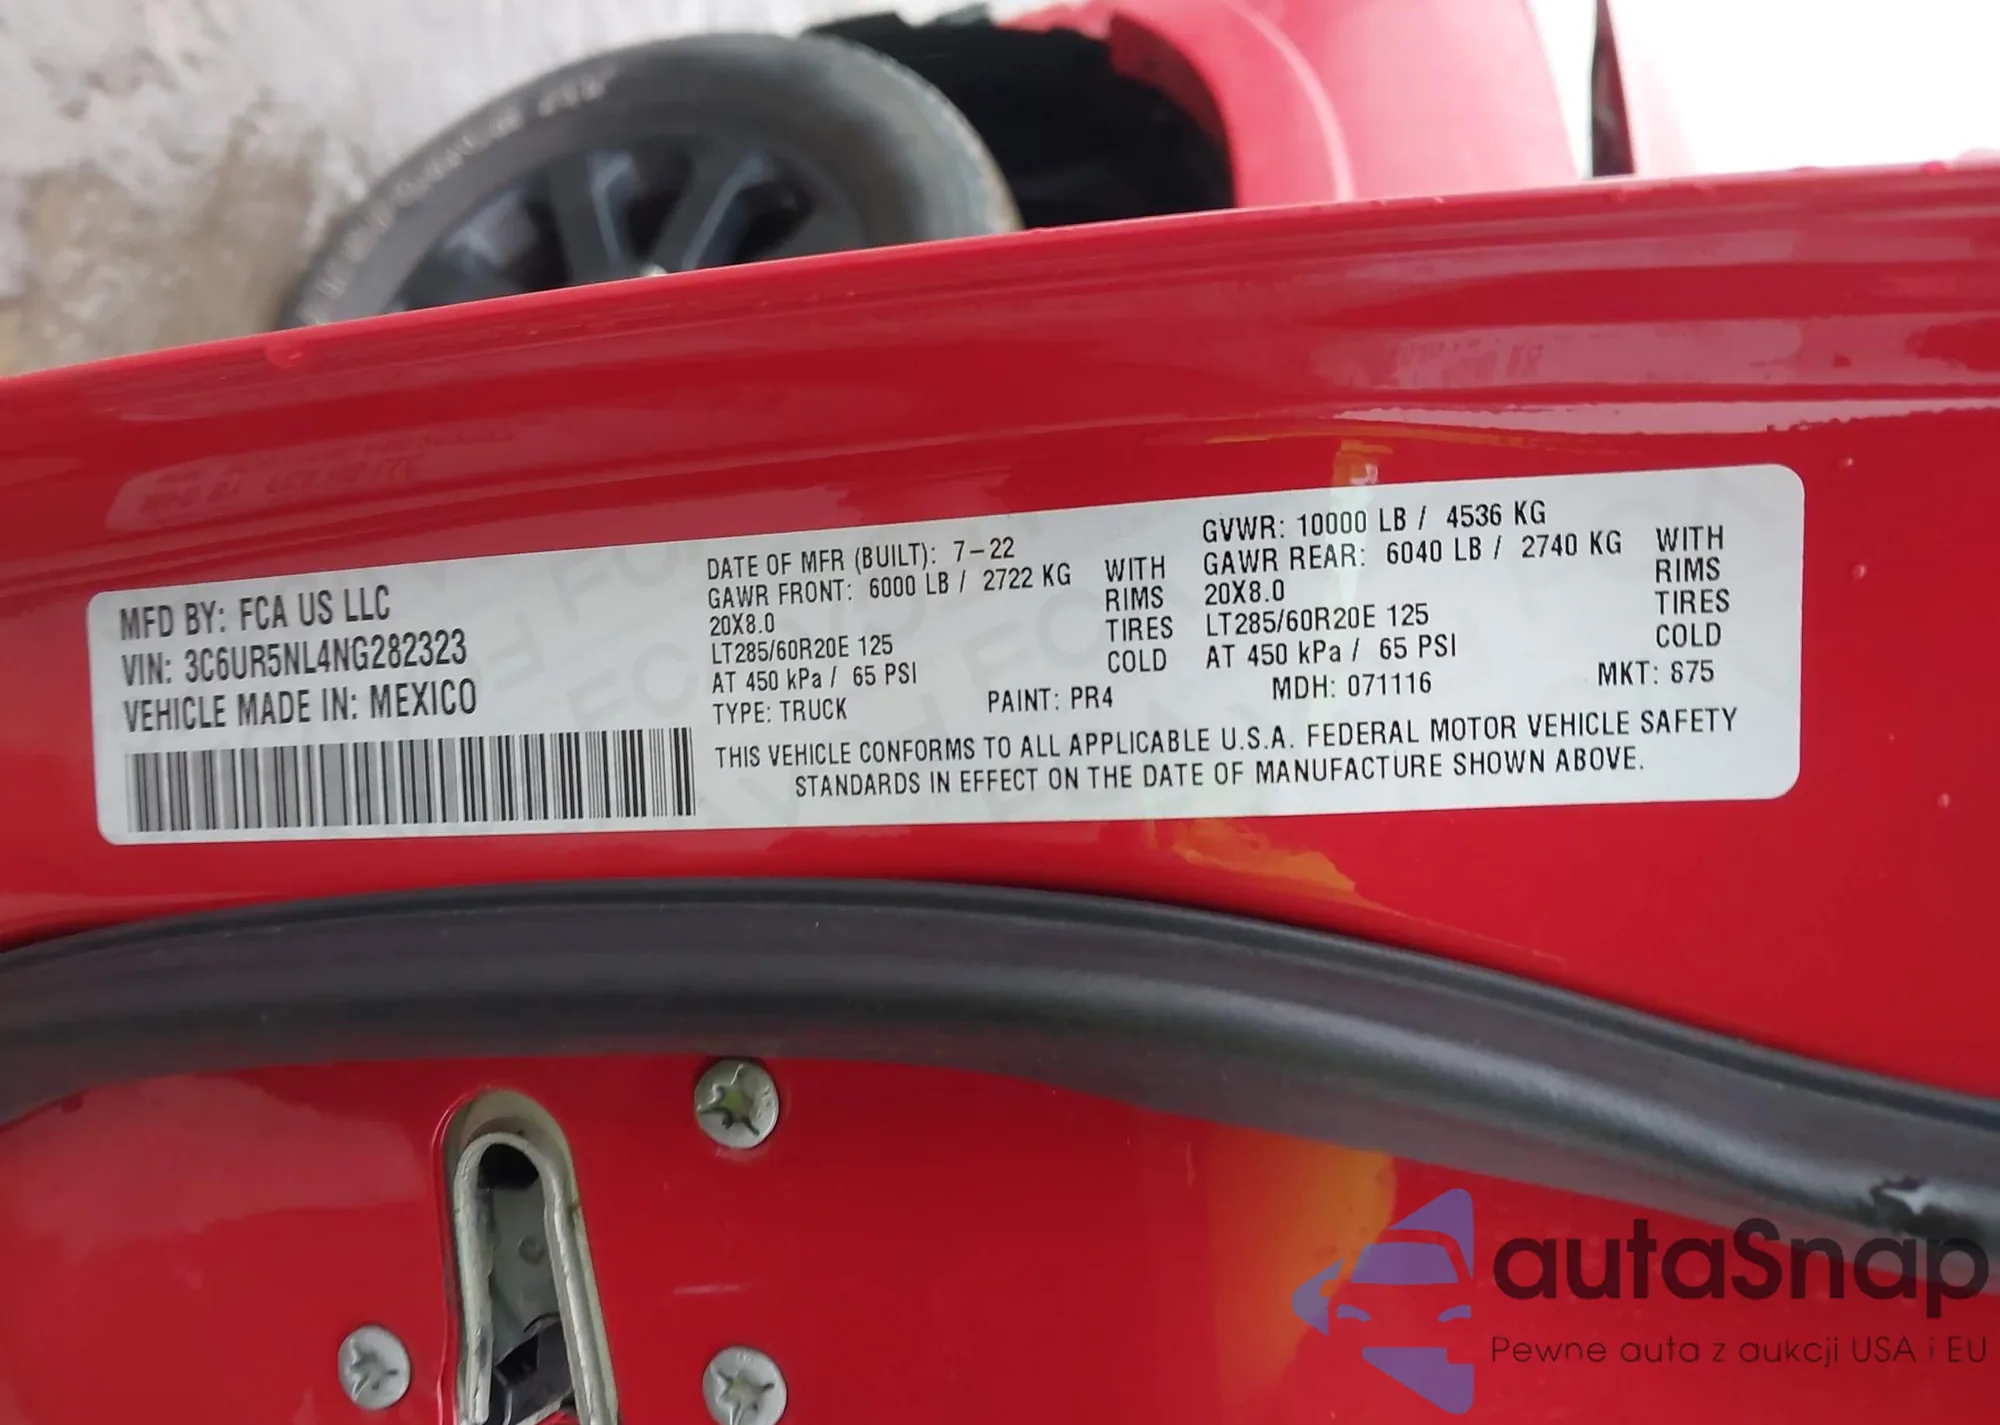 MFD BY: FCA US LLC
VIN: 3C6UR5NL4NG282323
VEHICLE MADE IN: MEXICO
DATE OF MFR (BUILT): 7-22
GAWR FRONT: 6000 LB / 2722 KG WITH
20X8.0 RIMS
LT285/60R20E 125 TIRES
AT 450 kPa / 65 PSI COLD
GVWR: 10000 LB / 4536 KG
GAWR REAR: 6040 LB / 2740 KG WITH
20X8.0 RIMS
LT285/60R20E 125 TIRES
AT 450 kPa / 65 PSI COLD
TYPE: TRUCK PAINT: PR4 MDH: 071116 MKT: 875
THIS VEHICLE CONFORMS TO ALL APPLICABLE U.S.A. FEDERAL MOTOR VEHICLE SAFETY
STANDARDS IN EFFECT ON THE DATE OF MANUFACTURE SHOWN ABOVE.
autaSnap
Pewne auta z aukcji USA i EU